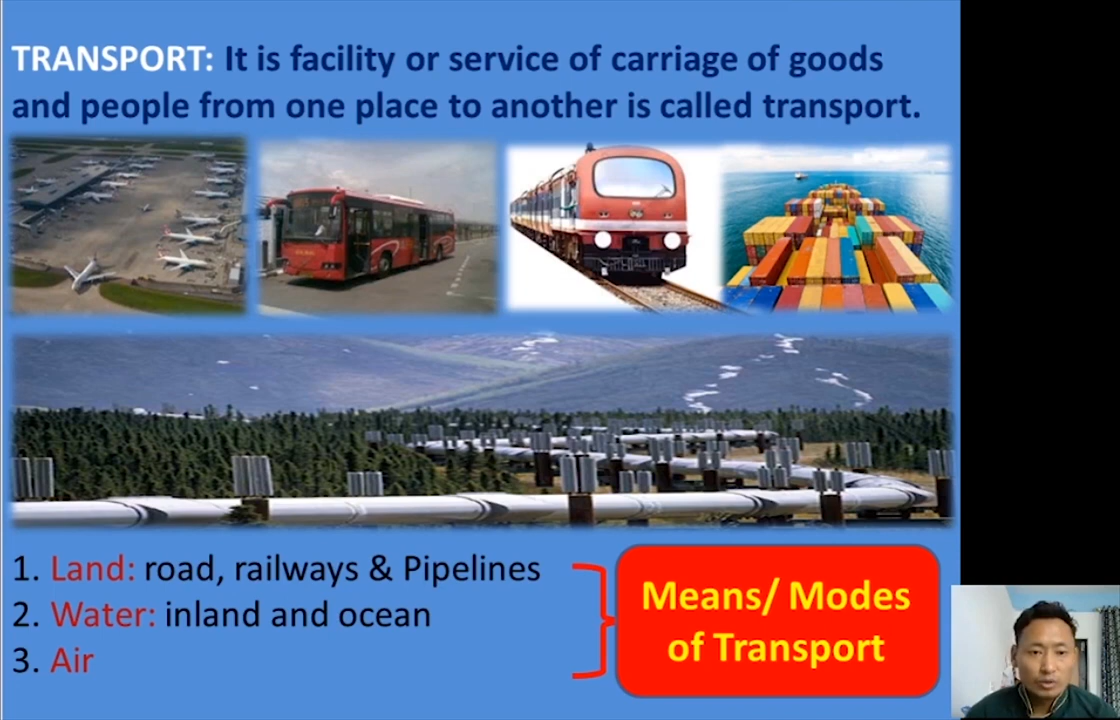 TRANSPORT: It is facility or service of carriage of goods
and people from one place to another is called transport.
1. Land: road, railways & Pipelines
2. Water: inland and ocean
3. Air
Means/ Modes
of Transport